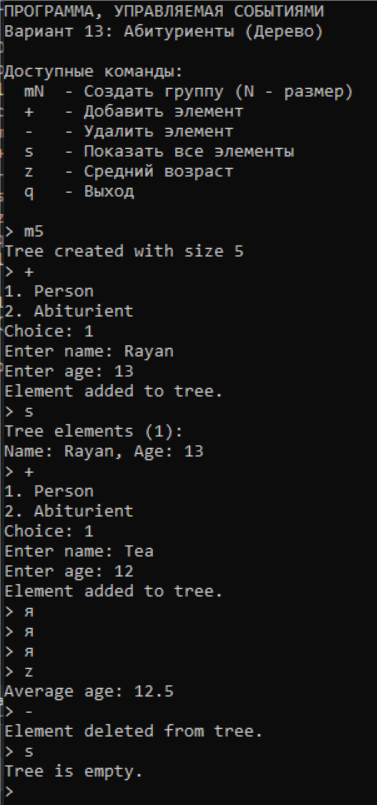 ПРОГРАММА, УПРАВЛЯЕМАЯ СОБЫТИЯМИ
Вариант 13: Абитуриенты (Дерево)

Доступные команды:
  mN  - Создать группу (N - размер)
  +   - Добавить элемент
  -   - Удалить элемент
  s   - Показать все элементы
  z   - Средний возраст
  q   - Выход

> m5
Tree created with size 5
> +
1. Person
2. Abiturient
Choice: 1
Enter name: Rayan
Enter age: 13
Element added to tree.
> s
Tree elements (1):
Name: Rayan, Age: 13
> +
1. Person
2. Abiturient
Choice: 1
Enter name: Tea
Enter age: 12
Element added to tree.
> я
> я
> я
> z
Average age: 12.5
> -
Element deleted from tree.
> s
Tree is empty.
>